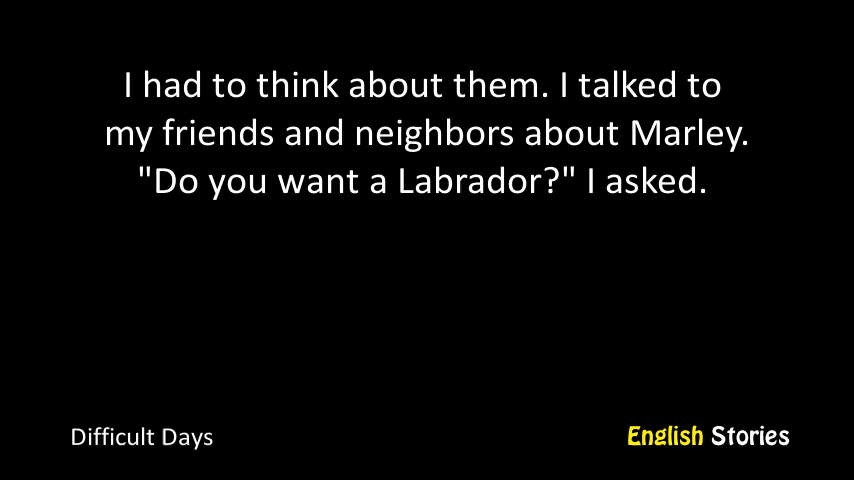 I had to think about them. I talked to
my friends and neighbors about Marley.
"Do you want a Labrador?" I asked.
Difficult Days
English Stories